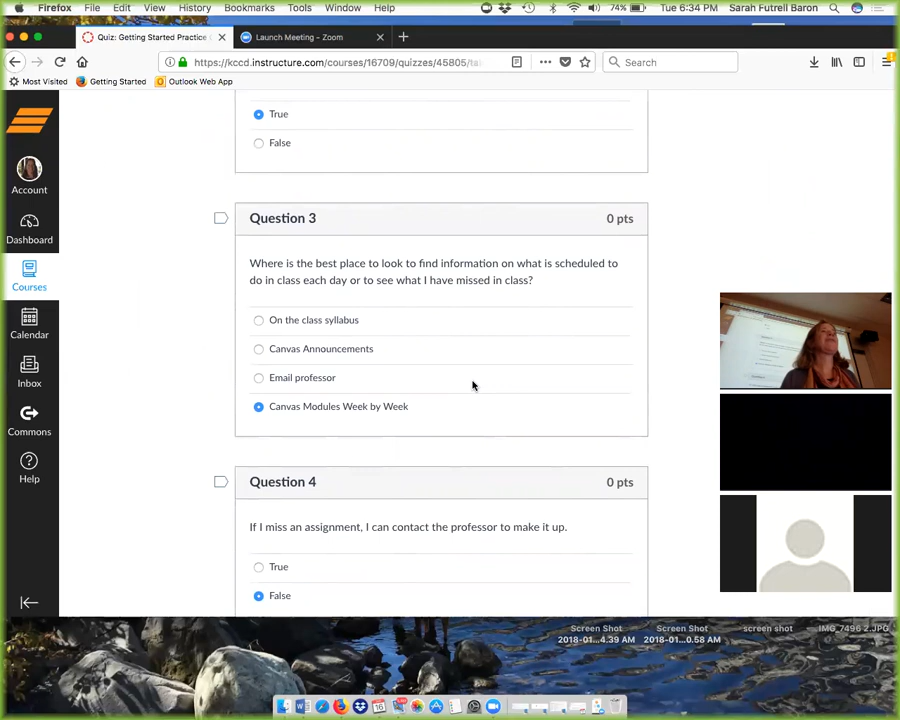 Firefox File Edit View History Bookmarks Tools Window Help 74% Tue 6:34 PM Sarah Futrell Baron
Quiz: Getting Started Practice Launch Meeting - Zoom
https://kccd.instructure.com/courses/16709/quizzes/45805/ta Search
Most Visited Getting Started Outlook Web App
True
False
Account
Dashboard
Courses
Calendar
Inbox
Commons
Help
Question 3 0 pts
Where is the best place to look to find information on what is scheduled to
do in class each day or to see what I have missed in class?
On the class syllabus
Canvas Announcements
Email professor
Canvas Modules Week by Week
Question 4 0 pts
If I miss an assignment, I can contact the professor to make it up.
True
False
Screen Shot Screen Shot screen shot IMG_7496 2.JPG
2018-01...4.39 AM 2018-01...0.58 AM
16